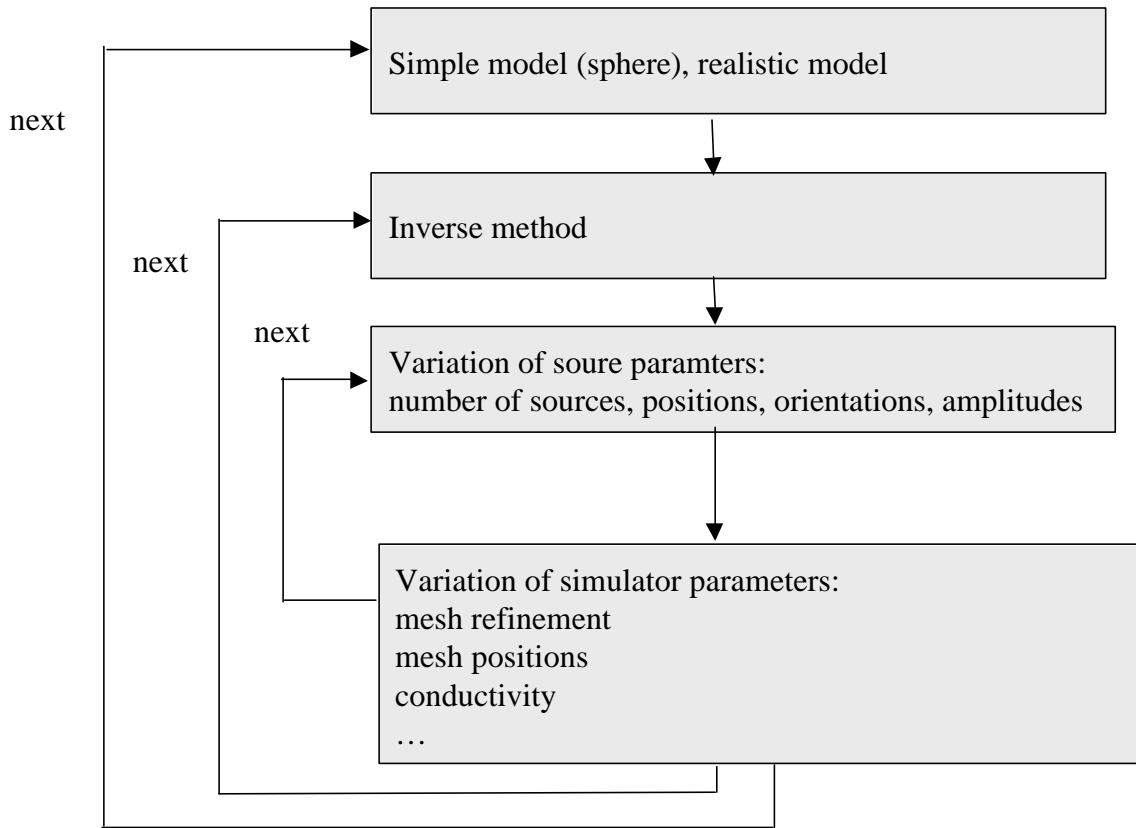 Simple model (sphere), realistic model
next
Inverse method
next
next
Variation of soure paramters:
number of sources, positions, orientations, amplitudes
Variation of simulator parameters:
mesh refinement
mesh positions
conductivity
…